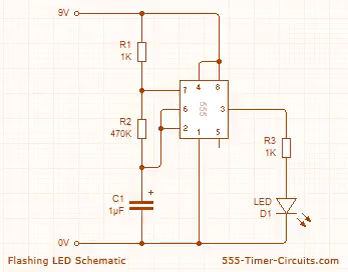 9V
R1
1K
4 8
7
R2
470K
6
555
3
2
1 5
R3
1K
C1
1µF
+
LED
D1
0V
Flashing LED Schematic
555-Timer-Circuits.com